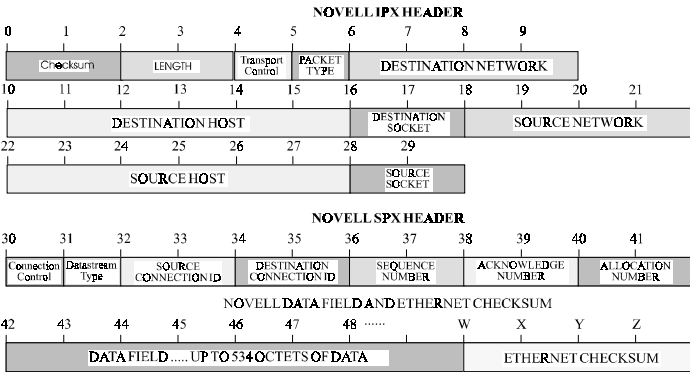 NOVELL IPX HEADER
0 1 2 3 4 5 6 7 8 9
Checksum LENGTH Transport Control PACKET TYPE DESTINATION NETWORK
10 11 12 13 14 15 16 17 18 19 20 21
DESTINATION HOST DESTINATION SOCKET SOURCE NETWORK
22 23 24 25 26 27 28 29
SOURCE HOST SOURCE SOCKET
NOVELL SPX HEADER
30 31 32 33 34 35 36 37 38 39 40 41
Connection Control Datastream Type SOURCE CONNECTION ID DESTINATION CONNECTION ID SEQUENCE NUMBER ACKNOWLEDGE NUMBER ALLOCATION NUMBER
NOVELL DATA FIELD AND ETHERNET CHECKSUM
42 43 44 45 46 47 48 ...... W X Y Z
DATA FIELD ..... UP TO 534 OCTETS OF DATA ETHERNET CHECKSUM